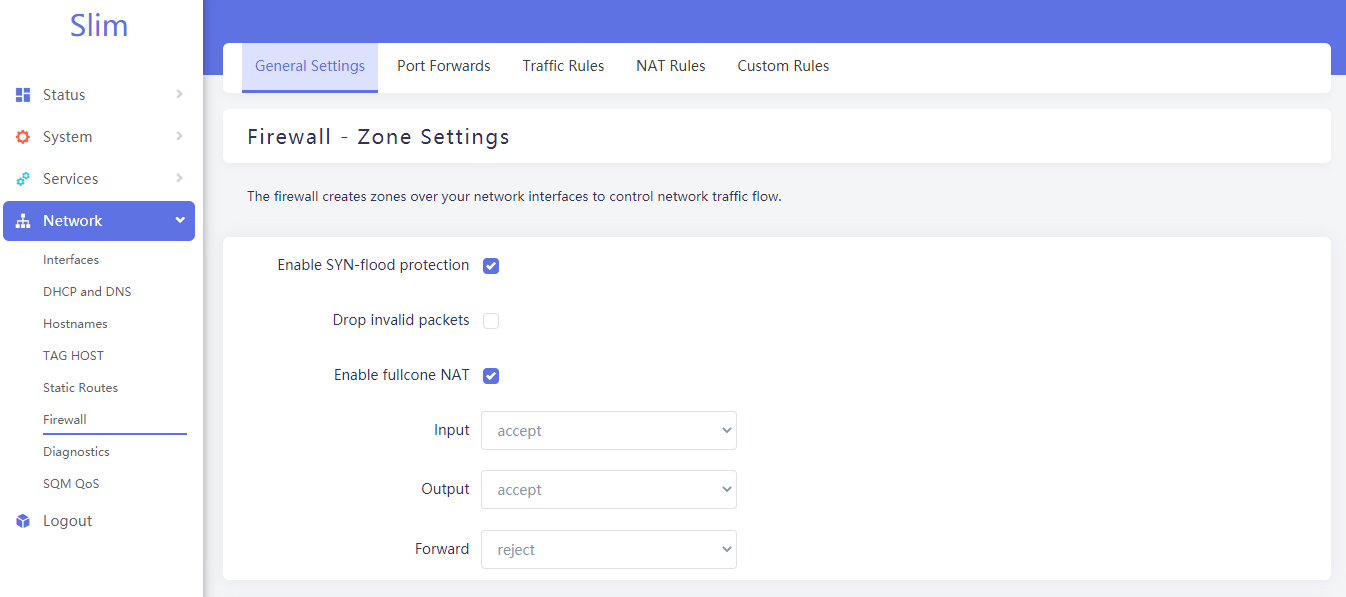 Slim
Status
System
Services
Network
Interfaces
DHCP and DNS
Hostnames
TAG HOST
Static Routes
Firewall
Diagnostics
SQM QoS
Logout
General Settings Port Forwards Traffic Rules NAT Rules Custom Rules
Firewall - Zone Settings
The firewall creates zones over your network interfaces to control network traffic flow.
Enable SYN-flood protection
Drop invalid packets
Enable fullcone NAT
Input accept
Output accept
Forward reject